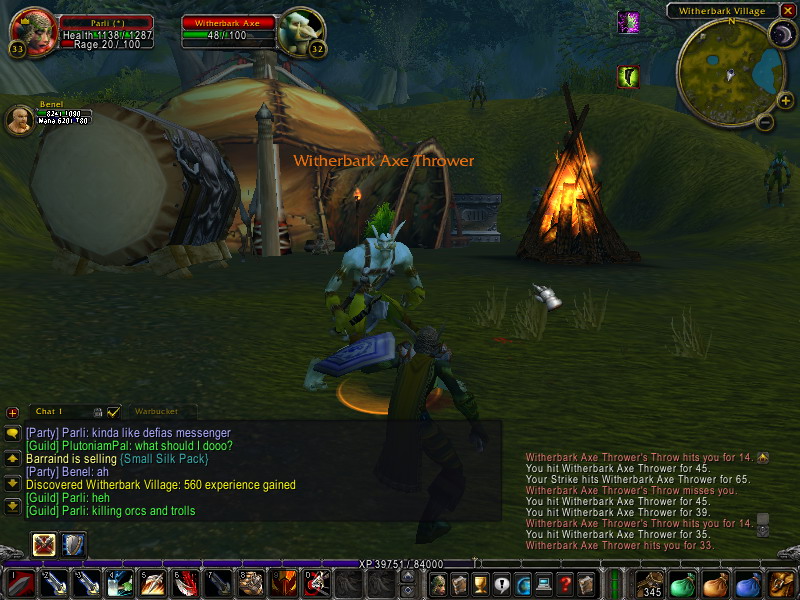 Parli (*)
Health 1138 / 1287
Rage 20 / 100
33
Witherbark Axe
48 / 100
32
Witherbark Village
N
Benel
Witherbark Axe Thrower
Chat 1
Warbucket
[Party] Parli: kinda like defias messenger
[Guild] PlutoniamPal: what should I dooo?
Barraind is selling {Small Silk Pack}
[Party] Benel: ah
Discovered Witherbark Village: 560 experience gained
[Guild] Parli: heh
[Guild] Parli: killing orcs and trolls
Witherbark Axe Thrower's Throw hits you for 14.
You hit Witherbark Axe Thrower for 45.
Your Strike hits Witherbark Axe Thrower for 65.
Witherbark Axe Thrower's Throw misses you.
You hit Witherbark Axe Thrower for 45.
You hit Witherbark Axe Thrower for 39.
Witherbark Axe Thrower's Throw hits you for 14.
You hit Witherbark Axe Thrower for 35.
Witherbark Axe Thrower hits you for 33.
XP 39751 / 84000
345